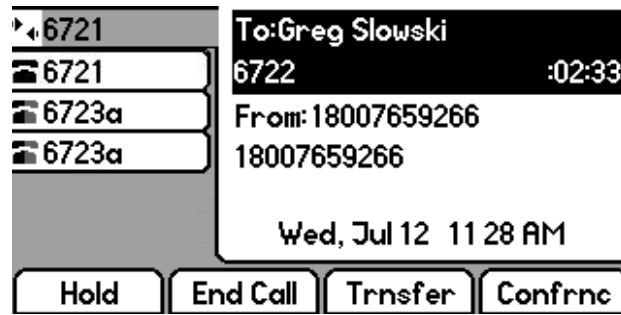 6721
6721
6723a
6723a
To:Greg Slowski
6722 :02:33
From:18007659266
18007659266
Wed, Jul 12 11 28 AM
Hold End Call Trnsfer Confrnc